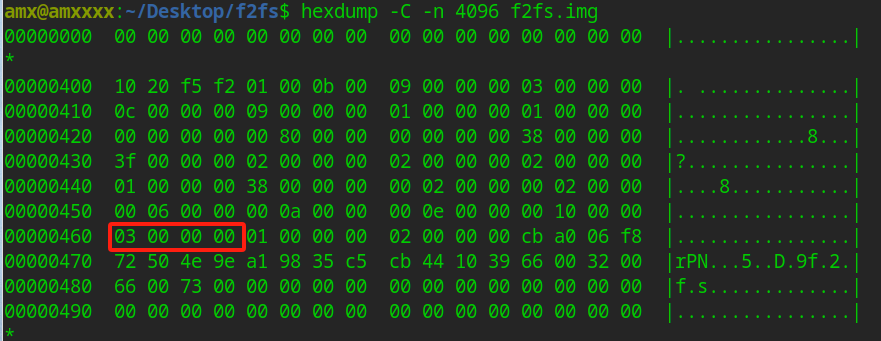 amx@amxxxx:~/Desktop/f2fs$ hexdump -C -n 4096 f2fs.img
00000000  00 00 00 00 00 00 00 00  00 00 00 00 00 00 00 00  |................|
*
00000400  10 20 f5 f2 01 00 0b 00  09 00 00 00 03 00 00 00  |. ..............|
00000410  0c 00 00 00 09 00 00 00  01 00 00 00 01 00 00 00  |................|
00000420  00 00 00 00 00 80 00 00  00 00 00 00 38 00 00 00  |............8...|
00000430  3f 00 00 00 02 00 00 00  02 00 00 00 02 00 00 00  |?...............|
00000440  01 00 00 00 38 00 00 00  00 02 00 00 00 02 00 00  |....8...........|
00000450  00 06 00 00 00 0a 00 00  00 0e 00 00 00 10 00 00  |................|
00000460  03 00 00 00 01 00 00 00  02 00 00 00 cb a0 06 f8  |................|
00000470  72 50 4e 9e a1 98 35 c5  cb 44 10 39 66 00 32 00  |rPN...5..D.9f.2.|
00000480  66 00 73 00 00 00 00 00  00 00 00 00 00 00 00 00  |f.s.............|
00000490  00 00 00 00 00 00 00 00  00 00 00 00 00 00 00 00  |................|
*